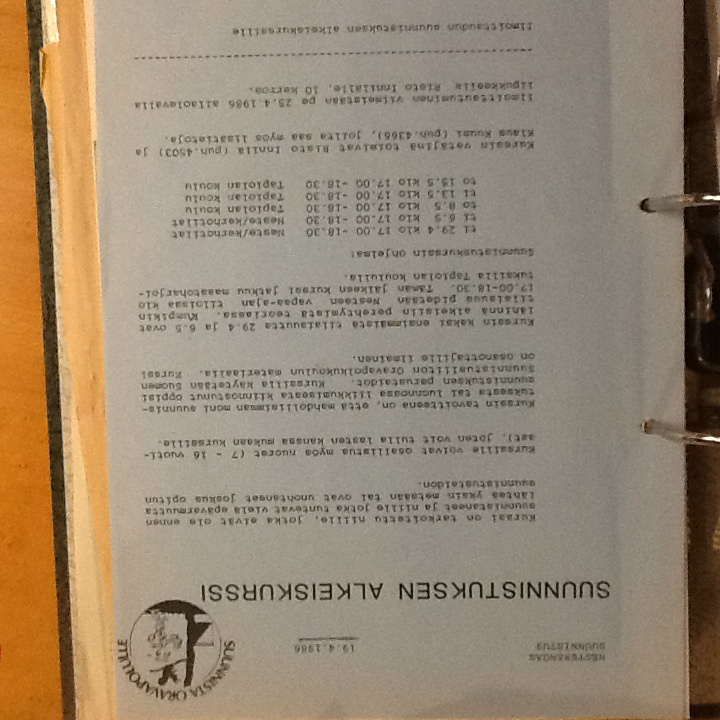 NESTERENGAS
SUUNNISTUS
19.4.1986
SUUNNISTA ORAVAPOLULLE
SUUNNISTUKSEN ALKEISKURSSI
Kurssi on tarkoitettu niille, jotka eivät ole ennen
suunnistaneet ja niille jotka tuntevat vielä epävarmuutta
lähteä yksin metsään tai ovat unohtaneet joskus opitun
suunnistustaidon.
Kurssille voivat osallistua myös nuoret (7 - 16 vuoti-
aat), joten voit tulla lasten kanssa mukaan kurssille.
Kurssin tavoitteena on, että mahdollisimman moni suunnis-
tuksesta tai luonnossa liikkumisesta kiinnostunut oppisi
suunnistuksen perustaidot. Kurssilla käytetään Suomen
Suunnistusliiton Oravapolkukoulun materiaalia. Kurssi
on osanottajille ilmainen.
Kurssin kaksi ensimmäistä tilaisuutta 29.4 ja 6.5 ovat
lähinnä alkeisiin perehtymistä teoriassa. Kumpikin
tilaisuus pidetään Nesteen vapaa-ajan tiloissa klo
17.00-18.30. Tämän jälkeen kurssi jatkuu maastoharjoi-
tuksilla Tapiolan koululla.
Suunnistuskurssin ohjelma:
ti 29.4 klo 17.00 -18.30 Neste/kerhotilat
ti 6.5 klo 17.00 -18.30 Neste/kerhotilat
to 8.5 klo 17.00 -18.30 Tapiolan koulu
ti 13.5 klo 17.00 -18.30 Tapiolan koulu
to 15.5 klo 17.00 -18.30 Tapiolan koulu
Kurssin vetäjinä toimivat Risto Innilä (puh.4503) ja
Klaus Kuusi (puh.4366), joilta saa myös lisätietoja.
Ilmoittautuminen viimeistään pe 25.4.1986 allaolevalla
lipukkeella Risto Innilälle, 10 kerros.
Ilmoittaudun suunnistuksen alkeiskurssille